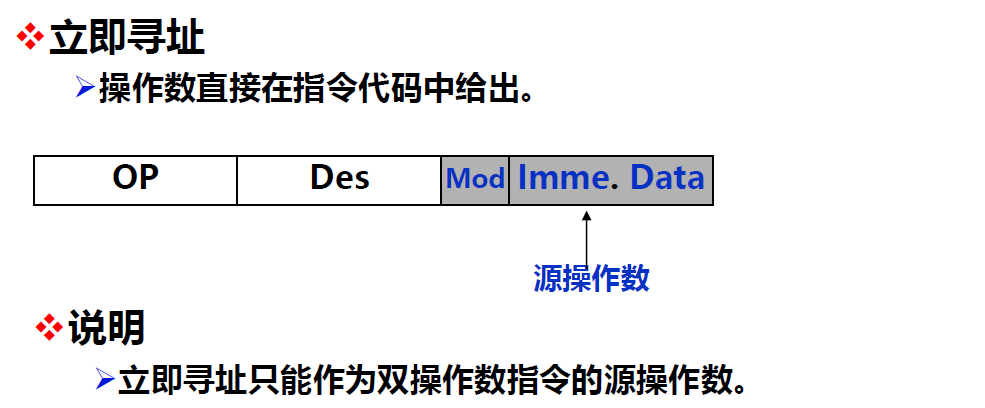 立即寻址
操作数直接在指令代码中给出。
OP Des Mod Imme. Data
源操作数
说明
立即寻址只能作为双操作数指令的源操作数。